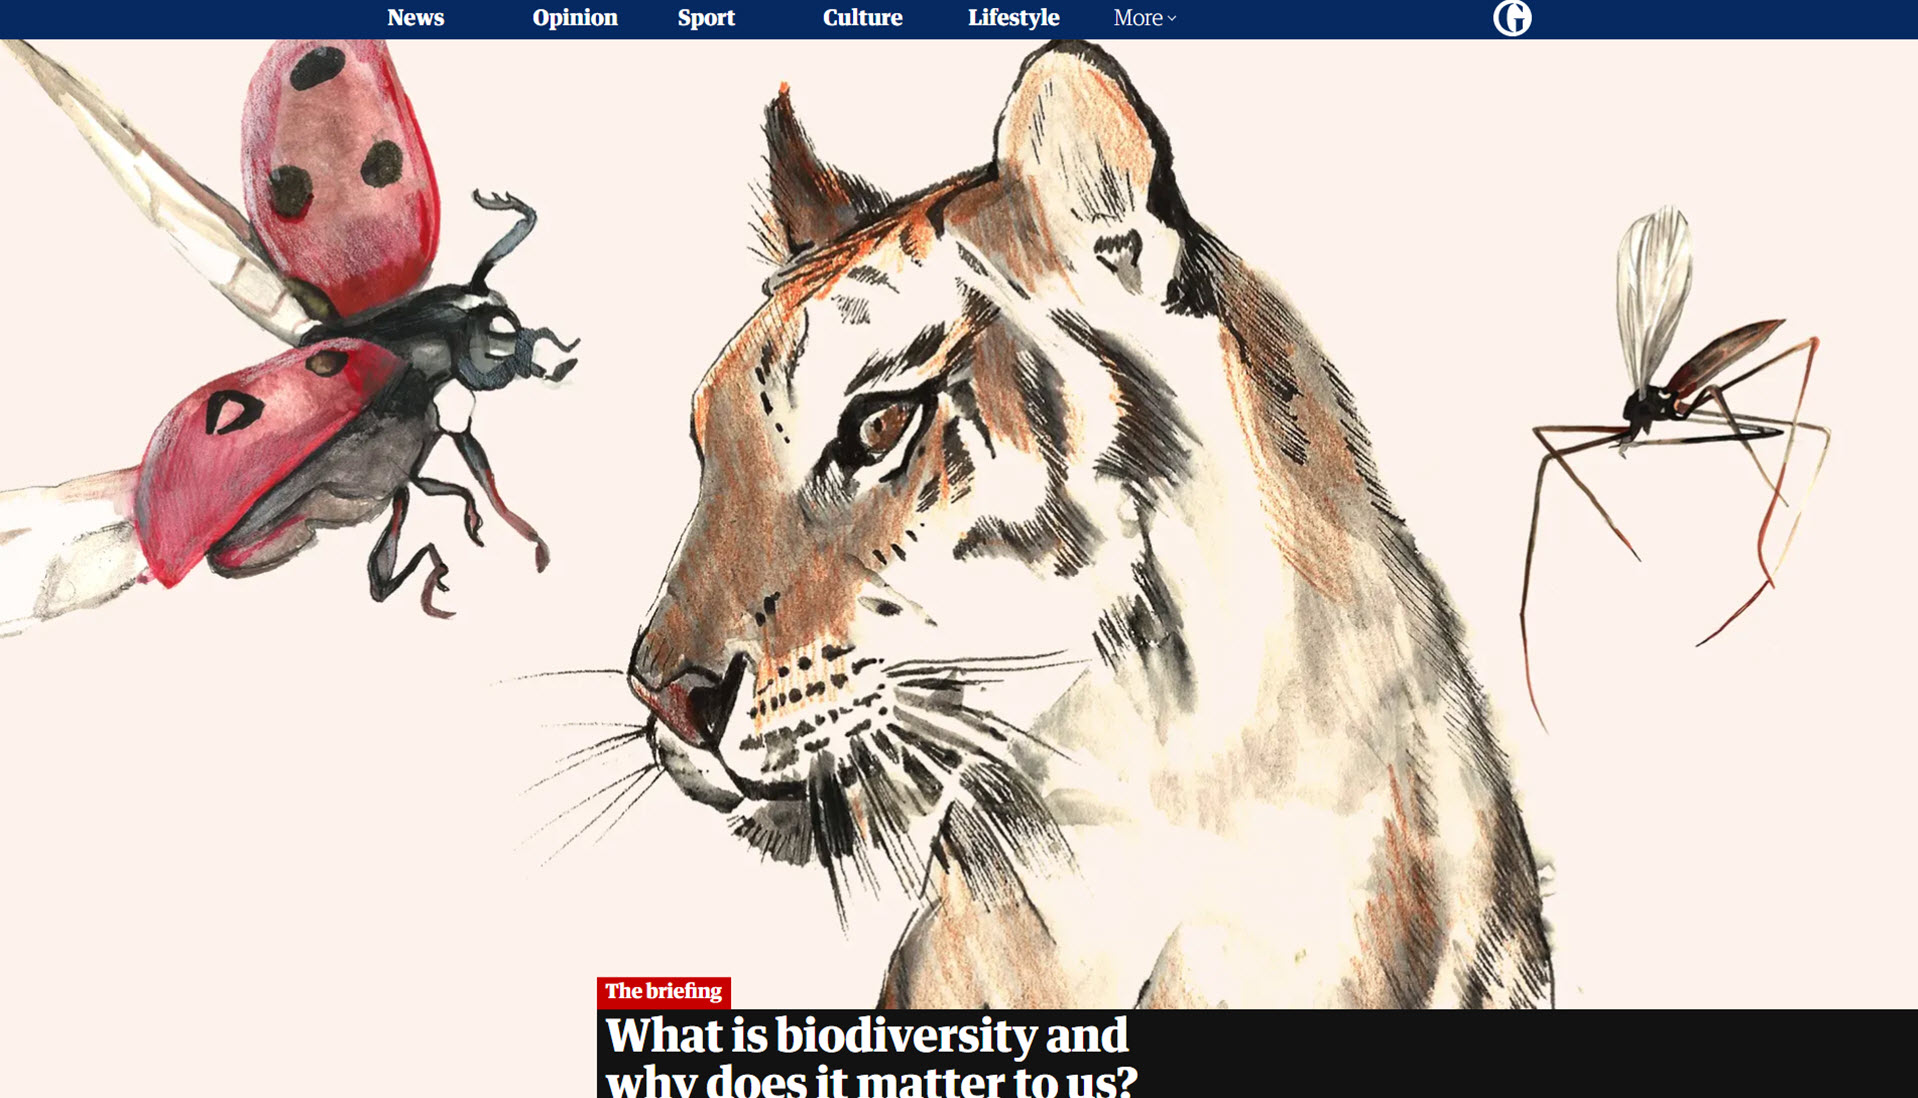 News Opinion Sport Culture Lifestyle More
The briefing
What is biodiversity and
why does it matter to us?